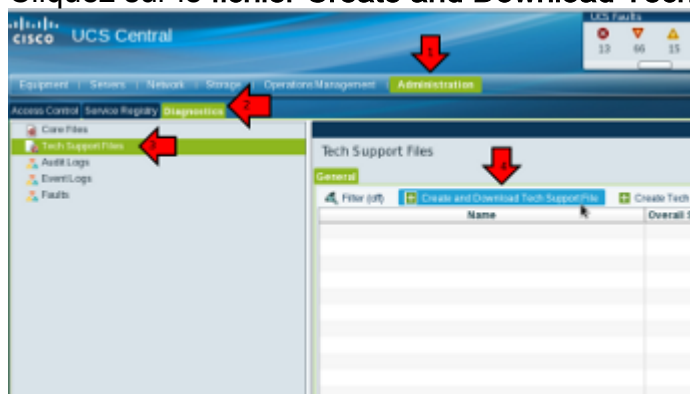 Cliquez sur le fichier Create and Download Tech
UCS Faults
cisco UCS Central
13 66 15
Equipment | Servers | Network | Storage | Operations Management | Administration
1
Access Control Service Registry Diagnostics
2
Core Files
Tech Support Files
3
Audit Logs
Event Logs
Faults
Tech Support Files
4
General
Filter (off) Create and Download Tech Support File Create Tech
Name Overall S